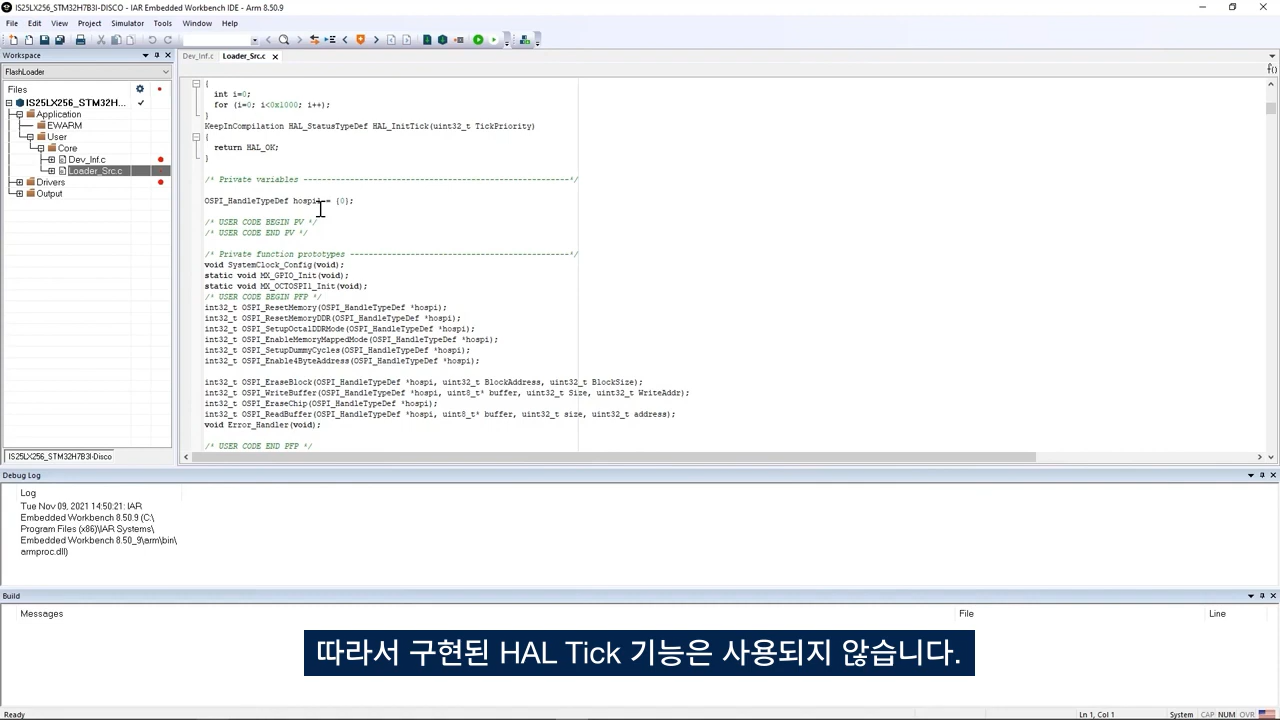 IS25LX256_STM32H7B3I-DISCO - IAR Embedded Workbench IDE - Arm 8.50.9
File Edit View Project Simulator Tools Window Help
Workspace
FlashLoader
Files
IS25LX256_STM32H...
Application
EWARM
User
Core
Dev_Inf.c
Loader_Src.c
Drivers
Output
IS25LX256_STM32H7B3I-Disco
Dev_Inf.c Loader_Src.c
{
int i=0;
for (i=0; i<0x1000; i++);
}
KeepInCompilation HAL_StatusTypeDef HAL_InitTick(uint32_t TickPriority)
{
return HAL_OK;
}
/* Private variables ---------------------------------------------------------*/
OSPI_HandleTypeDef hospi = {0};
/* USER CODE BEGIN PV */
/* USER CODE END PV */
/* Private function prototypes -----------------------------------------------*/
void SystemClock_Config(void);
static void MX_GPIO_Init(void);
static void MX_OCTOSPI1_Init(void);
/* USER CODE BEGIN PFP */
int32_t OSPI_ResetMemory(OSPI_HandleTypeDef *hospi);
int32_t OSPI_ResetMemoryDDR(OSPI_HandleTypeDef *hospi);
int32_t OSPI_SetupOctalDDRMode(OSPI_HandleTypeDef *hospi);
int32_t OSPI_EnableMemoryMappedMode(OSPI_HandleTypeDef *hospi);
int32_t OSPI_SetupDummyCycles(OSPI_HandleTypeDef *hospi);
int32_t OSPI_Enable4ByteAddress(OSPI_HandleTypeDef *hospi);
int32_t OSPI_EraseBlock(OSPI_HandleTypeDef *hospi, uint32_t BlockAddress, uint32_t BlockSize);
int32_t OSPI_WriteBuffer(OSPI_HandleTypeDef *hospi, uint8_t* buffer, uint32_t Size, uint32_t WriteAddr);
int32_t OSPI_EraseChip(OSPI_HandleTypeDef *hospi);
int32_t OSPI_ReadBuffer(OSPI_HandleTypeDef *hospi, uint8_t* buffer, uint32_t size, uint32_t address);
void Error_Handler(void);
/* USER CODE END PFP */
Debug Log
Log
Tue Nov 09, 2021 14:50:21: IAR
Embedded Workbench 8.50.9 (C:\
Program Files (x86)\IAR Systems\
Embedded Workbench 8.50_9\arm\bin\
armproc.dll)
Build
Messages File Line
따라서 구현된 HAL Tick 기능은 사용되지 않습니다.
Ready Ln 1, Col 1 System CAP NUM OVR